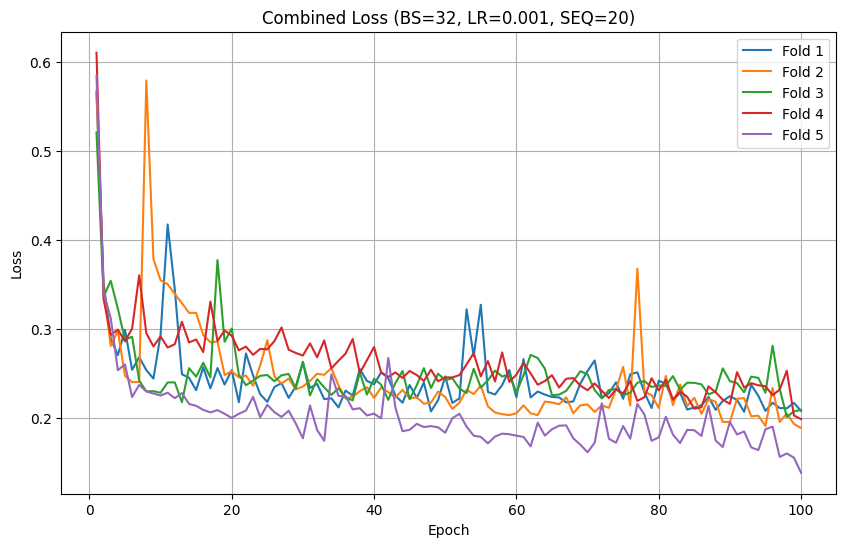 Combined Loss (BS=32, LR=0.001, SEQ=20)
Fold 1
Fold 2
Fold 3
Fold 4
Fold 5
Loss
0.6
0.5
0.4
0.3
0.2
0 20 40 60 80 100
Epoch